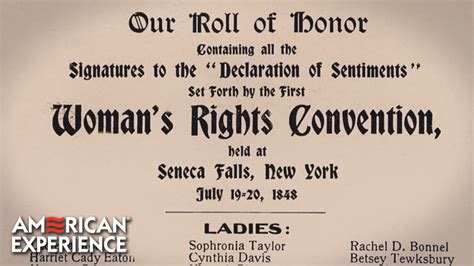 Our Roll of Honor
Containing all the
Signatures to the "Declaration of Sentiments"
Set Forth by the First
Woman's Rights Convention,
held at
Seneca Falls, New York
July 19-20, 1848
LADIES:
Sophronia Taylor
Rachel D. Bonnel
Harriet Cady Eaton
Cynthia Davis
Betsey Tewksbury
AMERICAN
EXPERIENCE